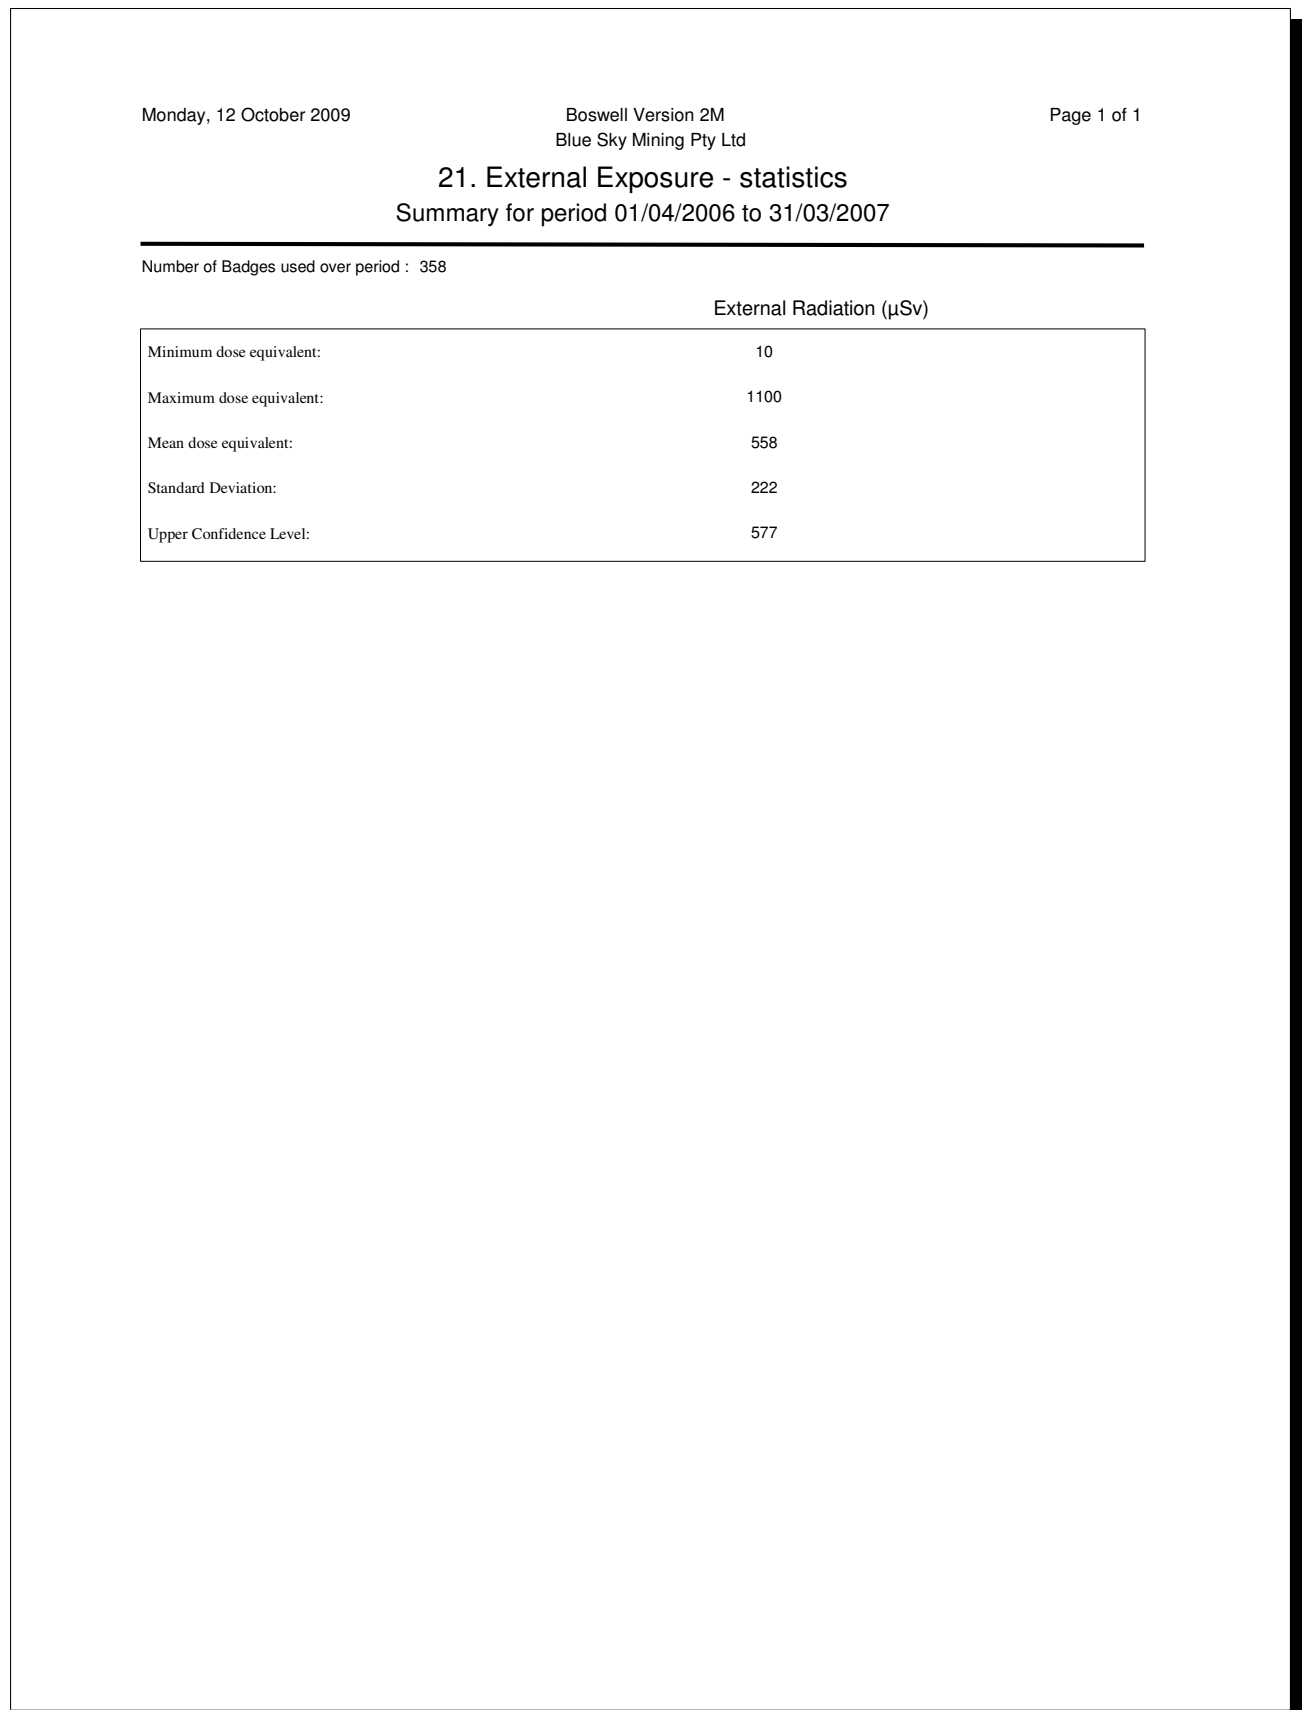 Monday, 12 October 2009 Boswell Version 2M Page 1 of 1
Blue Sky Mining Pty Ltd
21. External Exposure - statistics
Summary for period 01/04/2006 to 31/03/2007
Number of Badges used over period : 358
External Radiation (µSv)
Minimum dose equivalent: 10
Maximum dose equivalent: 1100
Mean dose equivalent: 558
Standard Deviation: 222
Upper Confidence Level: 577